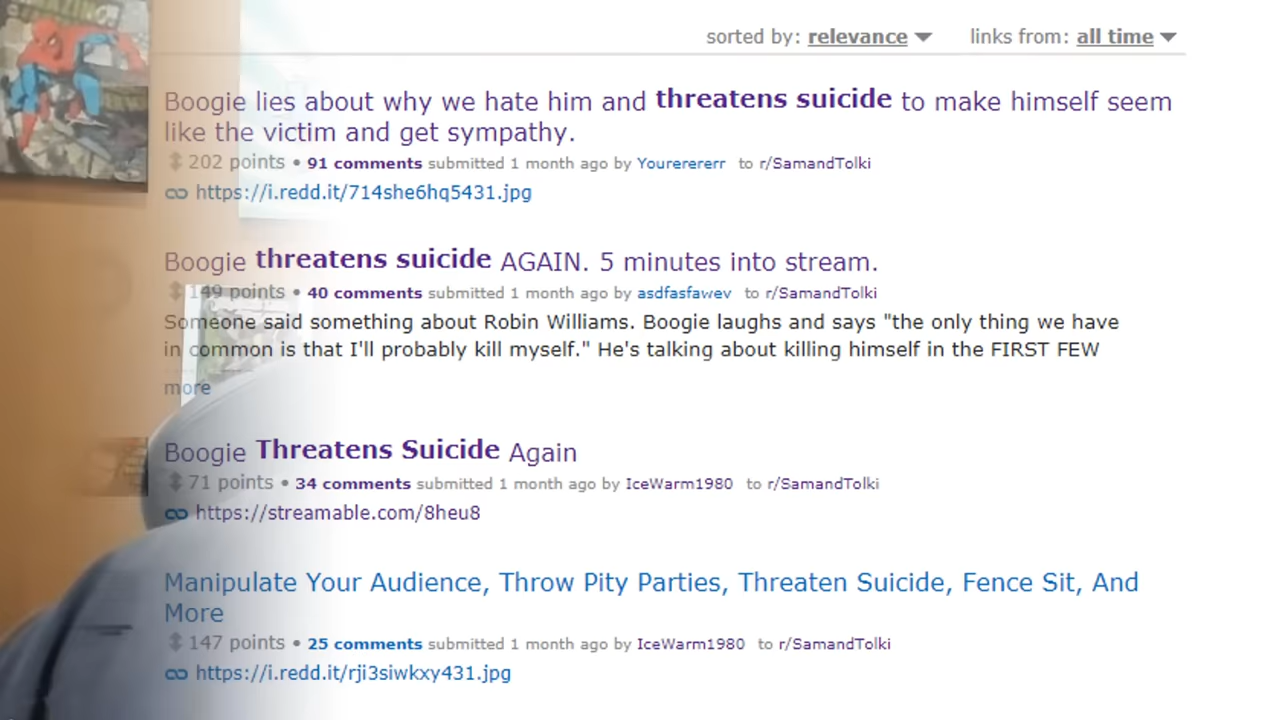 sorted by: relevance links from: all time
Boogie lies about why we hate him and threatens suicide to make himself seem
like the victim and get sympathy.
202 points • 91 comments submitted 1 month ago by Yourerererr to r/SamandTolki
https://i.redd.it/714she6hq5431.jpg
Boogie threatens suicide AGAIN. 5 minutes into stream.
149 points • 40 comments submitted 1 month ago by asdfasfawev to r/SamandTolki
Someone said something about Robin Williams. Boogie laughs and says "the only thing we have
in common is that I'll probably kill myself." He's talking about killing himself in the FIRST FEW
more
Boogie Threatens Suicide Again
71 points • 34 comments submitted 1 month ago by IceWarm1980 to r/SamandTolki
https://streamable.com/8heu8
Manipulate Your Audience, Throw Pity Parties, Threaten Suicide, Fence Sit, And
More
147 points • 25 comments submitted 1 month ago by IceWarm1980 to r/SamandTolki
https://i.redd.it/rji3siwkxy431.jpg